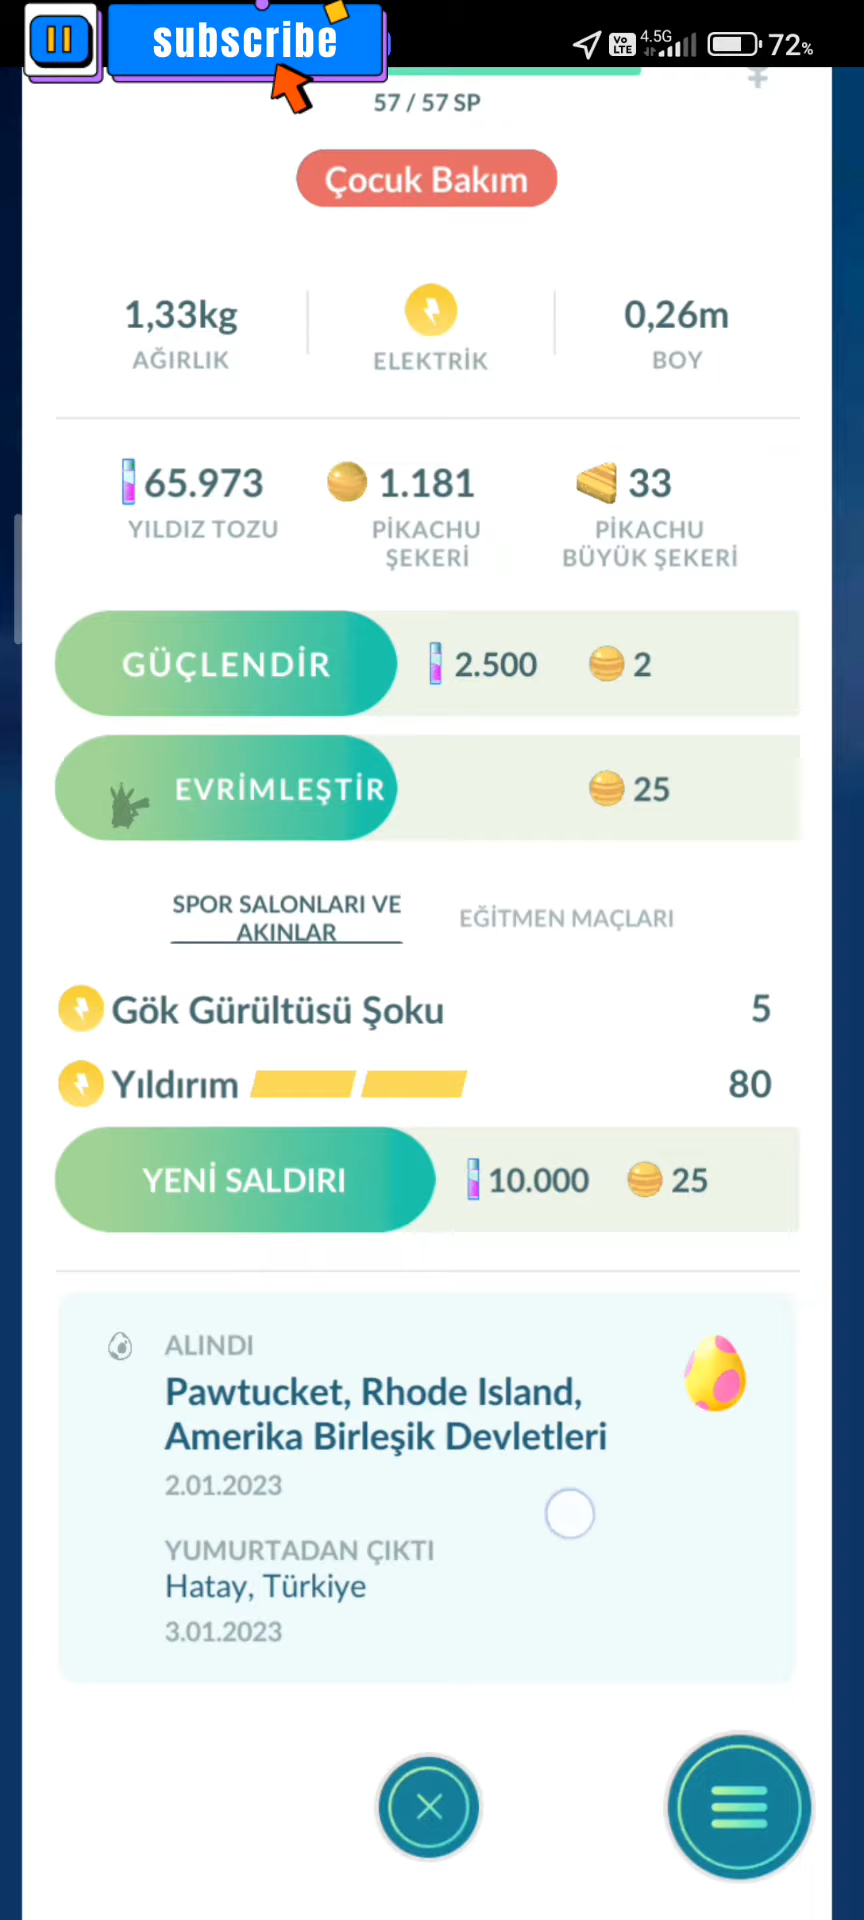 subscribe
Vo LTE 4.5G 72%
57 / 57 SP
Çocuk Bakım
1,33kg
AĞIRLIK
ELEKTRİK
0,26m
BOY
65.973
YILDIZ TOZU
1.181
PİKACHU
ŞEKERİ
33
PİKACHU
BÜYÜK ŞEKERİ
GÜÇLENDİR 2.500 2
EVRİMLEŞTİR 25
SPOR SALONLARI VE
AKINLAR
EĞİTMEN MAÇLARI
Gök Gürültüsü Şoku 5
Yıldırım 80
YENİ SALDIRI 10.000 25
ALINDI
Pawtucket, Rhode Island,
Amerika Birleşik Devletleri
2.01.2023
YUMURTADAN ÇIKTI
Hatay, Türkiye
3.01.2023